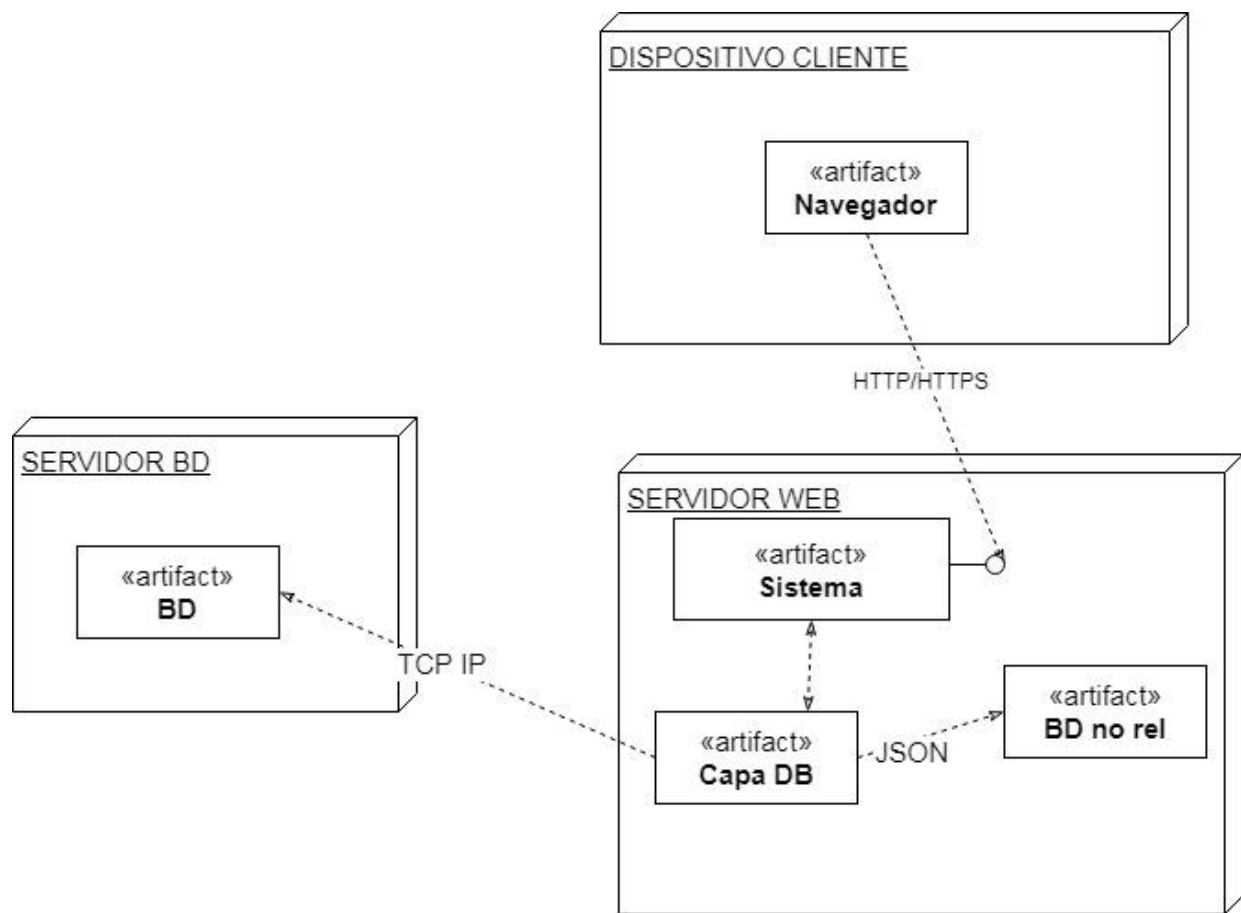 DISPOSITIVO CLIENTE
«artifact»
Navegador
HTTP/HTTPS
SERVIDOR BD
«artifact»
BD
TCP IP
SERVIDOR WEB
«artifact»
Sistema
«artifact»
Capa DB
JSON
«artifact»
BD no rel